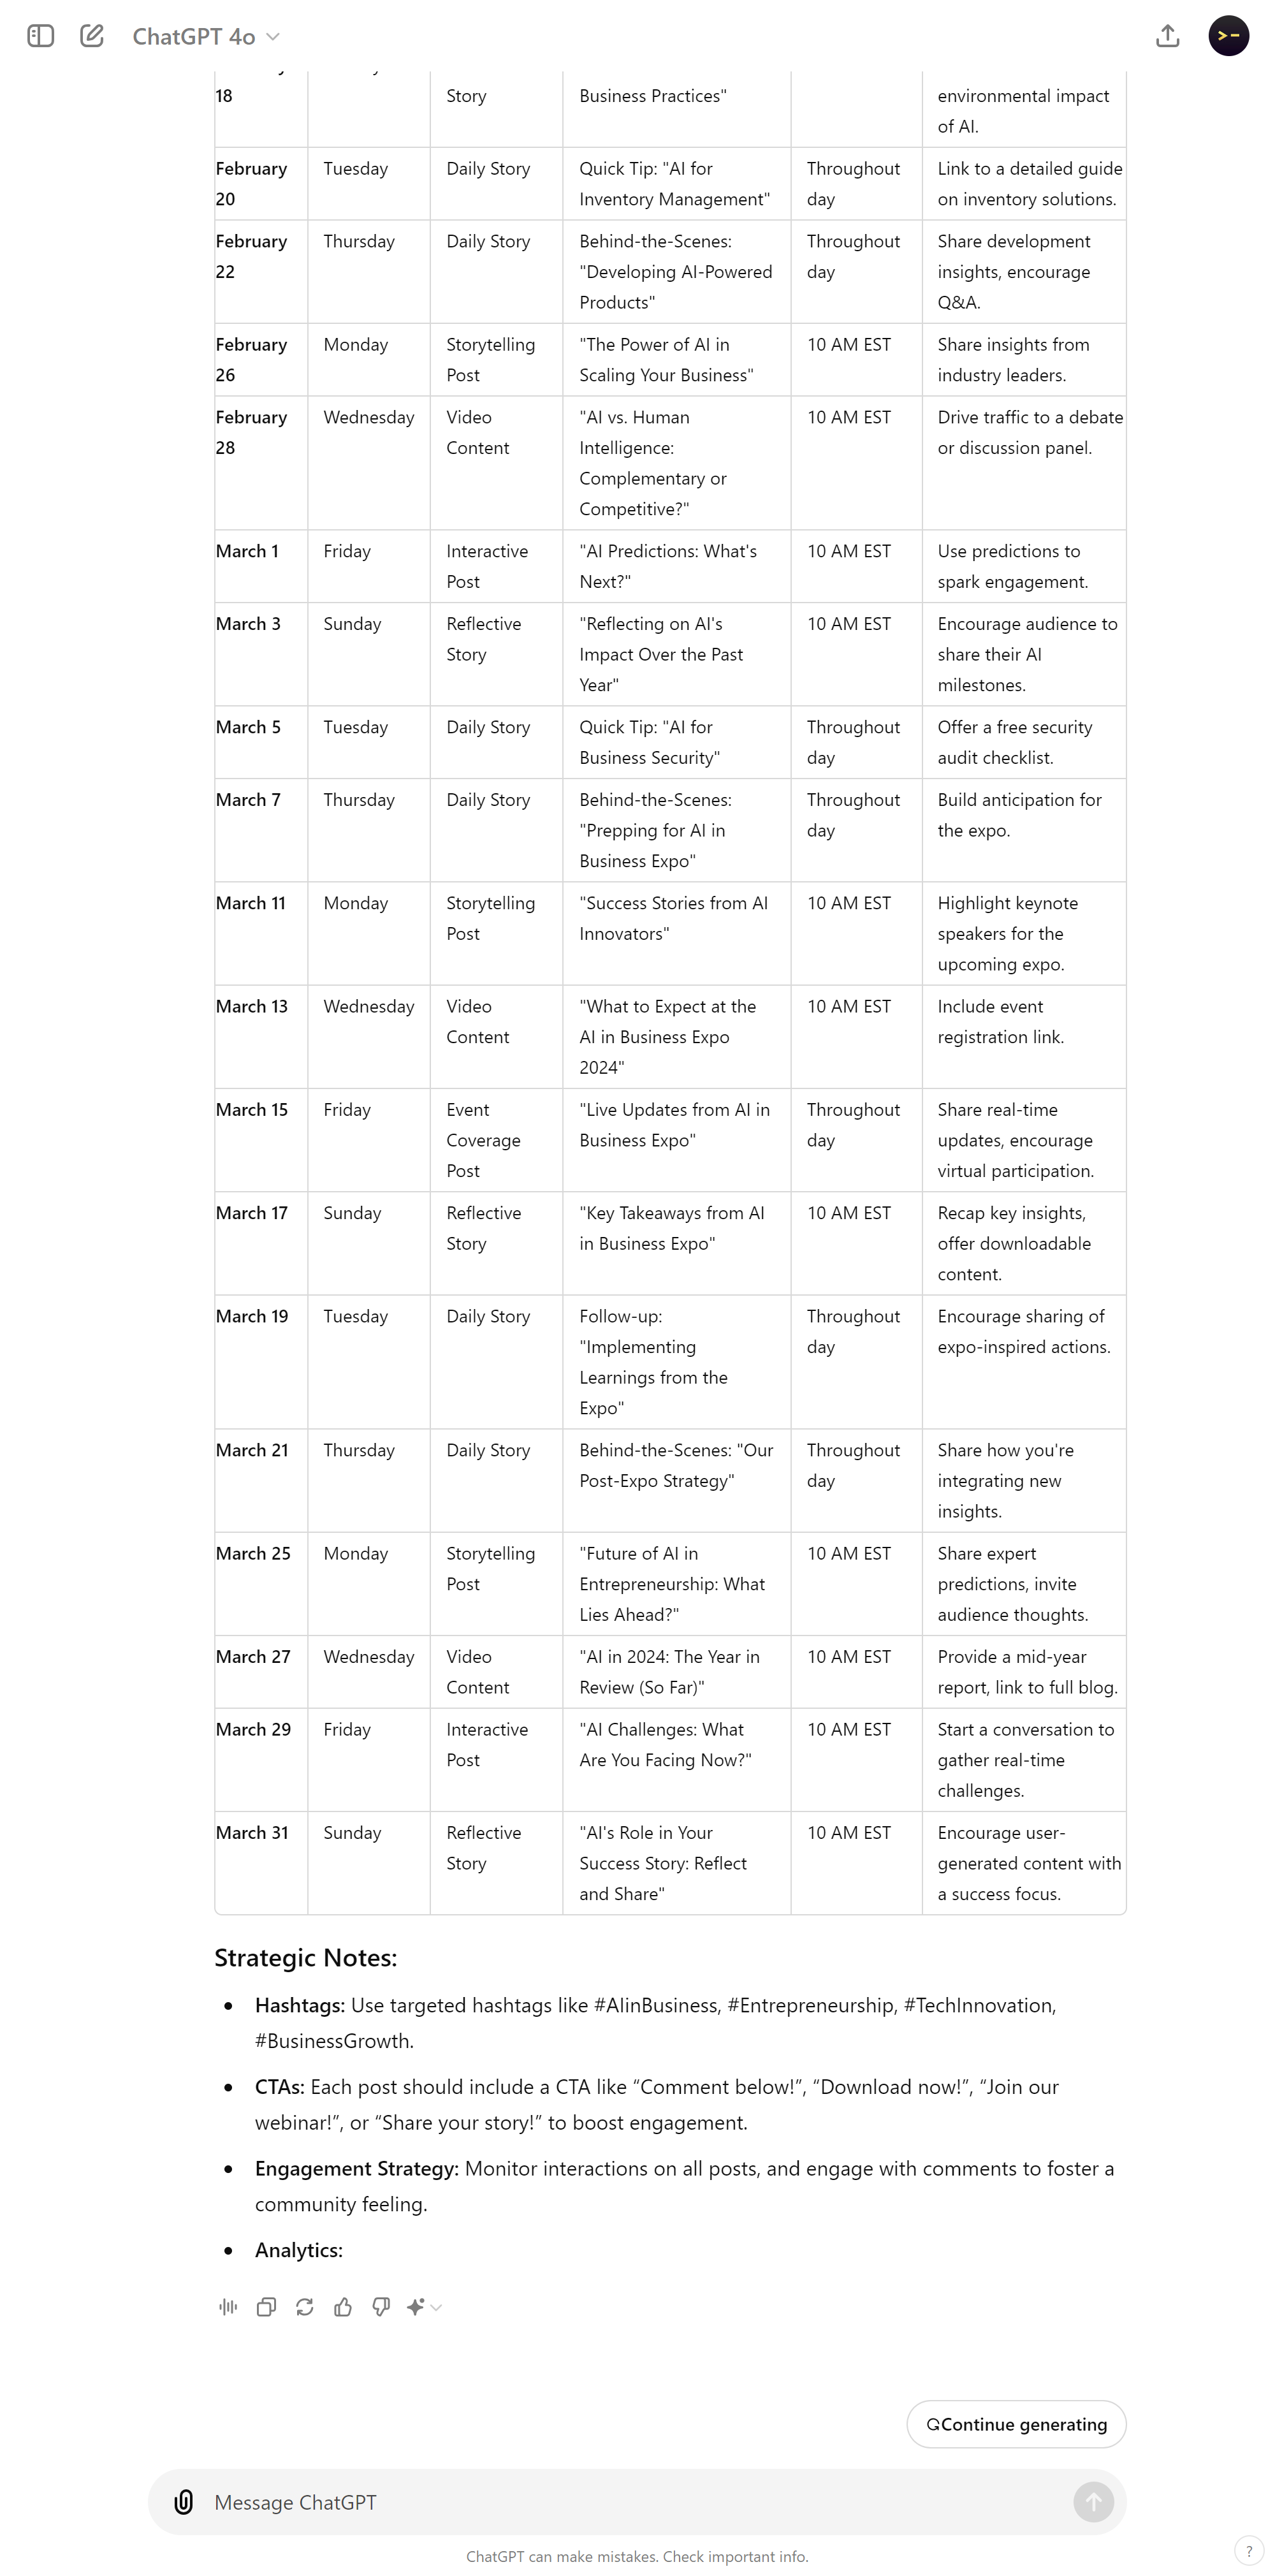 ChatGPT 4o
18
Story
Business Practices"
environmental impact
of AI.
February
20
Tuesday
Daily Story
Quick Tip: "AI for
Inventory Management"
Throughout
day
Link to a detailed guide
on inventory solutions.
February
22
Thursday
Daily Story
Behind-the-Scenes:
"Developing AI-Powered
Products"
Throughout
day
Share development
insights, encourage
Q&A.
February
26
Monday
Storytelling
Post
"The Power of AI in
Scaling Your Business"
10 AM EST
Share insights from
industry leaders.
February
28
Wednesday
Video
Content
"AI vs. Human
Intelligence:
Complementary or
Competitive?"
10 AM EST
Drive traffic to a debate
or discussion panel.
March 1
Friday
Interactive
Post
"AI Predictions: What's
Next?"
10 AM EST
Use predictions to
spark engagement.
March 3
Sunday
Reflective
Story
"Reflecting on AI's
Impact Over the Past
Year"
10 AM EST
Encourage audience to
share their AI
milestones.
March 5
Tuesday
Daily Story
Quick Tip: "AI for
Business Security"
Throughout
day
Offer a free security
audit checklist.
March 7
Thursday
Daily Story
Behind-the-Scenes:
"Prepping for AI in
Business Expo"
Throughout
day
Build anticipation for
the expo.
March 11
Monday
Storytelling
Post
"Success Stories from AI
Innovators"
10 AM EST
Highlight keynote
speakers for the
upcoming expo.
March 13
Wednesday
Video
Content
"What to Expect at the
AI in Business Expo
2024"
10 AM EST
Include event
registration link.
March 15
Friday
Event
Coverage
Post
"Live Updates from AI in
Business Expo"
Throughout
day
Share real-time
updates, encourage
virtual participation.
March 17
Sunday
Reflective
Story
"Key Takeaways from AI
in Business Expo"
10 AM EST
Recap key insights,
offer downloadable
content.
March 19
Tuesday
Daily Story
Follow-up:
"Implementing
Learnings from the
Expo"
Throughout
day
Encourage sharing of
expo-inspired actions.
March 21
Thursday
Daily Story
Behind-the-Scenes: "Our
Post-Expo Strategy"
Throughout
day
Share how you're
integrating new
insights.
March 25
Monday
Storytelling
Post
"Future of AI in
Entrepreneurship: What
Lies Ahead?"
10 AM EST
Share expert
predictions, invite
audience thoughts.
March 27
Wednesday
Video
Content
"AI in 2024: The Year in
Review (So Far)"
10 AM EST
Provide a mid-year
report, link to full blog.
March 29
Friday
Interactive
Post
"AI Challenges: What
Are You Facing Now?"
10 AM EST
Start a conversation to
gather real-time
challenges.
March 31
Sunday
Reflective
Story
"AI's Role in Your
Success Story: Reflect
and Share"
10 AM EST
Encourage user-
generated content with
a success focus.
Strategic Notes:
• Hashtags: Use targeted hashtags like #AIinBusiness, #Entrepreneurship, #TechInnovation,
#BusinessGrowth.
• CTAs: Each post should include a CTA like “Comment below!”, “Download now!”, “Join our
webinar!”, or “Share your story!” to boost engagement.
• Engagement Strategy: Monitor interactions on all posts, and engage with comments to foster a
community feeling.
• Analytics:
Continue generating
Message ChatGPT
ChatGPT can make mistakes. Check important info.
?